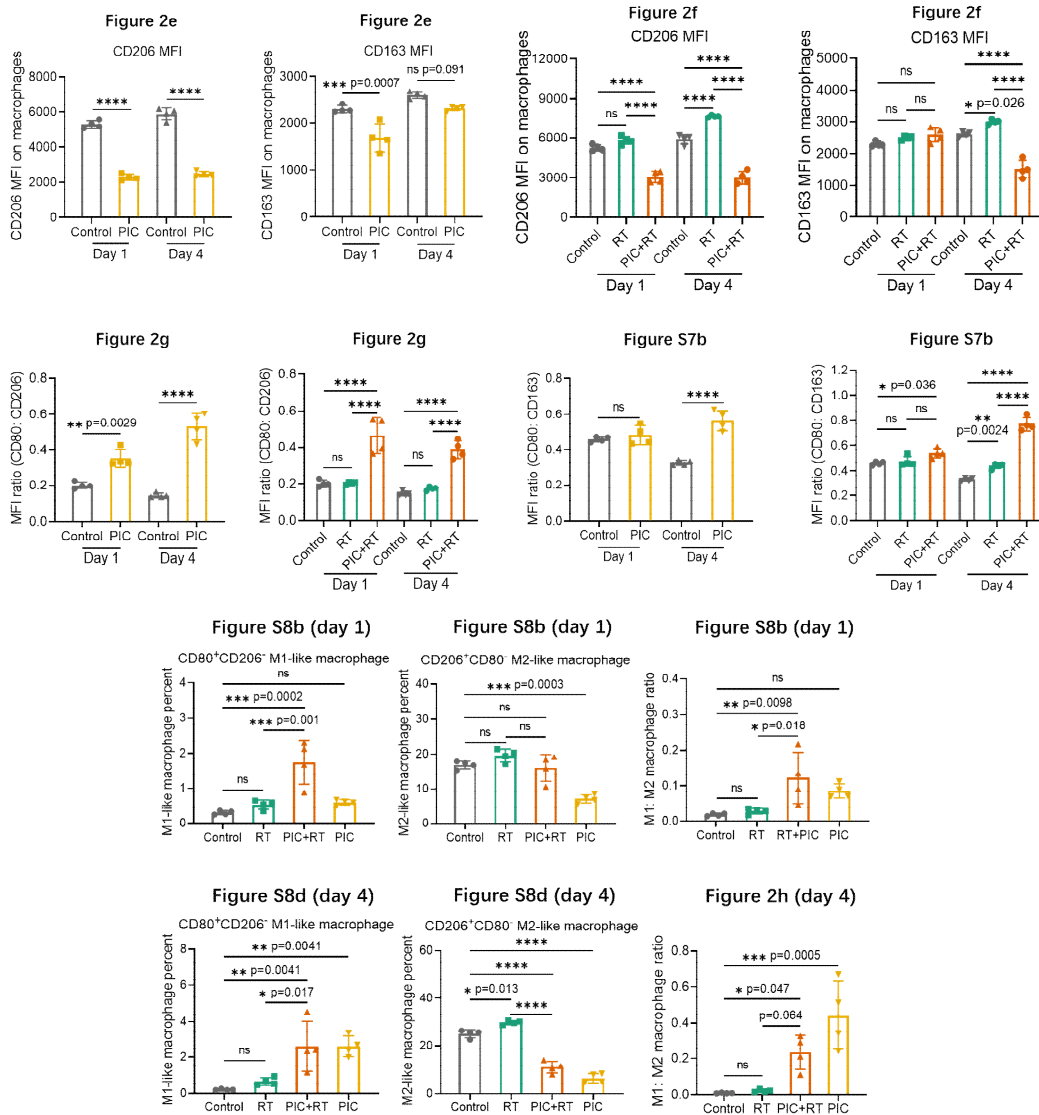 Figure 2e
CD206 MFI
CD206 MFI on macrophages
8000
6000
4000
2000
0
****
****
Control PIC Control PIC
Day 1 Day 4
Figure 2e
CD163 MFI
CD163 MFI on macrophages
3000
2000
1000
0
*** p=0.0007
ns p=0.091
Control PIC Control PIC
Day 1 Day 4
Figure 2f
CD206 MFI
CD206 MFI on macrophages
12000
9000
6000
3000
0
****
ns ****
****
****
****
Control RT PIC+RT Control RT PIC+RT
Day 1 Day 4
Figure 2f
CD163 MFI
CD163 MFI on macrophages
5000
4000
3000
2000
1000
0
ns
ns ns
****
****
* p=0.026
Control RT PIC+RT Control RT PIC+RT
Day 1 Day 4
Figure 2g
MFI ratio (CD80: CD206)
0.8
0.6
0.4
0.2
0.0
** p=0.0029
****
Control PIC Control PIC
Day 1 Day 4
Figure 2g
MFI ratio (CD80: CD206)
0.8
0.6
0.4
0.2
0.0
****
****
ns
****
****
ns
Control RT PIC+RT Control RT PIC+RT
Day 1 Day 4
Figure S7b
MFI ratio (CD80: CD163)
0.8
0.6
0.4
0.2
0.0
ns
****
Control PIC Control PIC
Day 1 Day 4
Figure S7b
MFI ratio (CD80: CD163)
1.2
1.0
0.8
0.6
0.4
0.2
0.0
* p=0.036
ns ns
****
****
**
p=0.0024
Control RT PIC+RT Control RT PIC+RT
Day 1 Day 4
Figure S8b (day 1)
CD80+CD206- M1-like macrophage
M1-like macrophage percent
4
3
2
1
0
ns
*** p=0.0002
*** p=0.001
ns
Control RT PIC+RT PIC
Figure S8b (day 1)
CD206+CD80- M2-like macrophage
M2-like macrophage percent
40
30
20
10
0
*** p=0.0003
ns
ns ns
Control RT PIC+RT PIC
Figure S8b (day 1)
M1: M2 macrophage ratio
0.4
0.3
0.2
0.1
0.0
ns
** p=0.0098
* p=0.018
ns
Control RT RT+PIC PIC
Figure S8d (day 4)
CD80+CD206- M1-like macrophage
M1-like macrophage percent
8
6
4
2
0
** p=0.0041
** p=0.0041
* p=0.017
ns
Control RT PIC+RT PIC
Figure S8d (day 4)
CD206+CD80- M2-like macrophage
M2-like macrophage percent
60
40
20
0
****
****
* p=0.013
****
Control RT PIC+RT PIC
Figure 2h (day 4)
M1: M2 macrophage ratio
1.0
0.8
0.6
0.4
0.2
0.0
*** p=0.0005
* p=0.047
p=0.064
ns
Control RT PIC+RT PIC